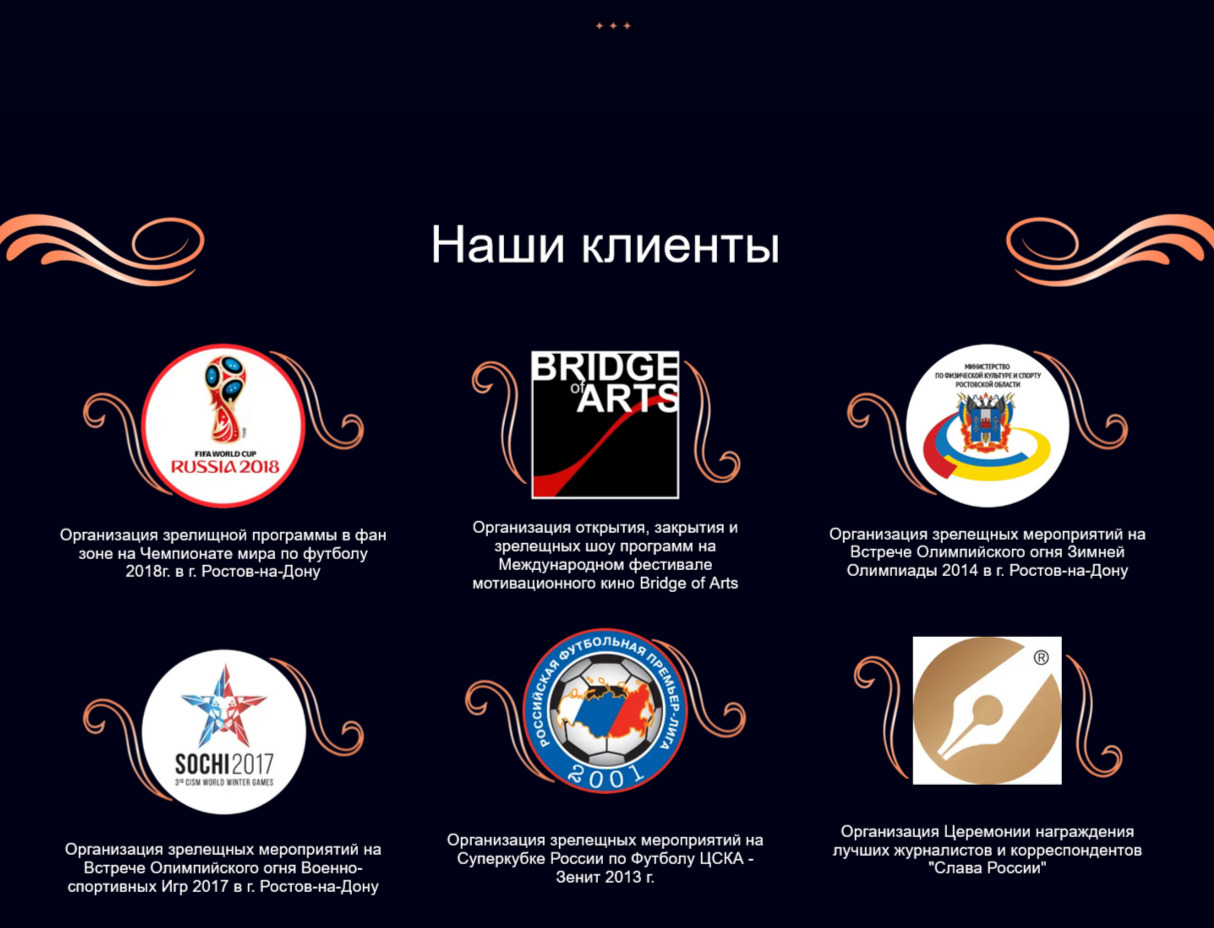 Наши клиенты
BRIDGE
of
ARTS
МИНИСТЕРСТВО
ПО ФИЗИЧЕСКОЙ КУЛЬТУРЕ И СПОРТУ
РОСТОВСКОЙ ОБЛАСТИ
FIFA WORLD CUP
RUSSIA 2018
Организация зрелищной программы в фан
зоне на Чемпионате мира по футболу
2018г. в г. Ростов-на-Дону
Организация открытия, закрытия и
зрелещных шоу программ на
Международном фестивале
мотивационного кино Bridge of Arts
Организация зрелещных мероприятий на
Встрече Олимпийского огня Зимней
Олимпиады 2014 в г. Ростов-на-Дону
SOCHI 2017
3RD CISM WORLD WINTER GAMES
РОССИЙСКАЯ ФУТБОЛЬНАЯ ПРЕМЬЕР-ЛИГА
2001
®
Организация зрелещных мероприятий на
Встрече Олимпийского огня Военно-
спортивных Игр 2017 в г. Ростов-на-Дону
Организация зрелещных мероприятий на
Суперкубке России по Футболу ЦСКА -
Зенит 2013 г.
Организация Церемонии награждения
лучших журналистов и корреспондентов
"Слава России"